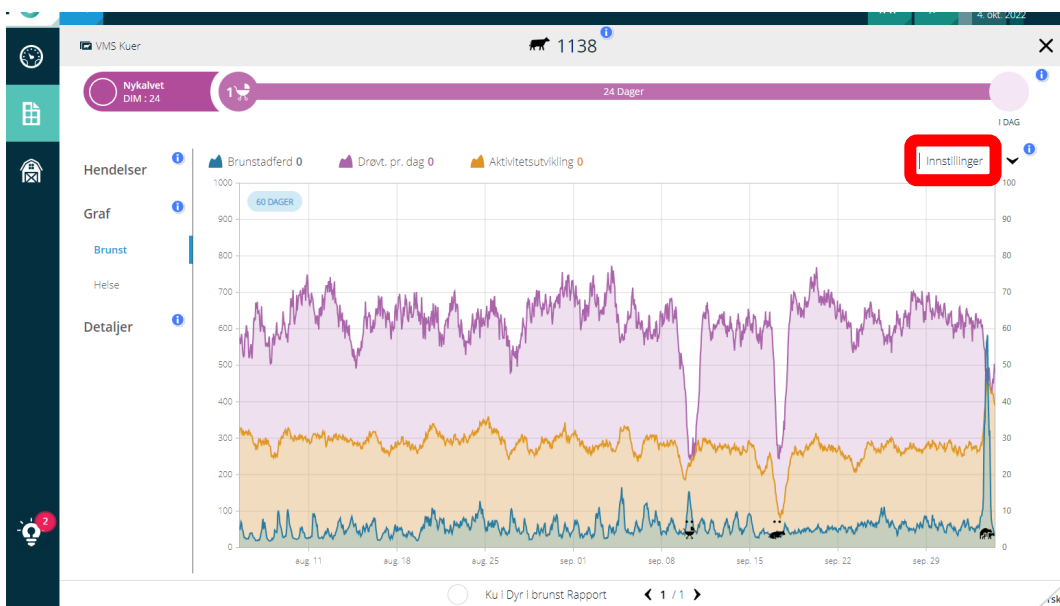 4. okt. 2022
VMS Kuer
1138
Nykalvet
DIM : 24
1
24 Dager
I DAG
Hendelser
Graf
Brunst
Helse
Detaljer
Brunstadferd 0
Drøvt. pr. dag 0
Aktivitetsutvikling 0
Innstillinger
60 DAGER
1000
900
800
700
600
500
400
300
200
100
0
100
90
80
70
60
50
40
30
20
10
0
aug. 11
aug. 18
aug. 25
sep. 01
sep. 08
sep. 15
sep. 22
sep. 29
2
Ku I Dyr I brunst Rapport
1 / 1